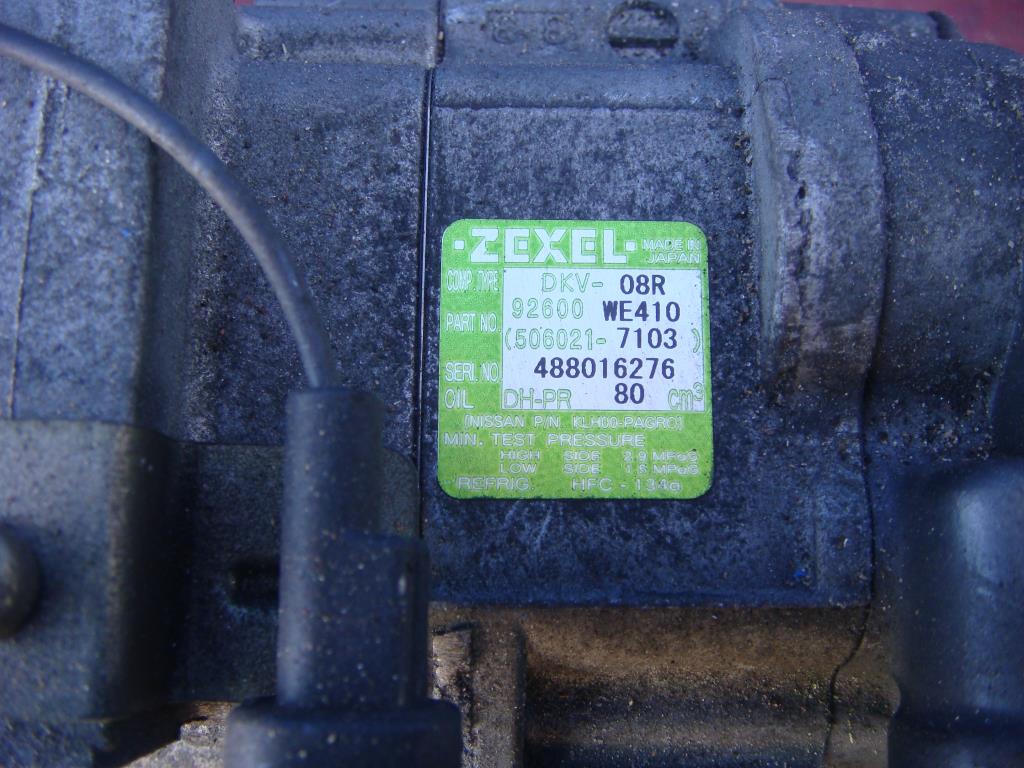 ·ZEXEL· MADE IN JAPAN
COMP. TYPE DKV- 08R
PART NO. 92600 WE410
(506021- 7103 )
SERI. NO. 488016276
OIL DH-PR 80 cm³
(NISSAN P/N KLH00-PAGR0)
MIN. TEST PRESSURE
HIGH SIDE 2.9 MPaG
LOW SIDE 1.6 MPaG
REFRIG. HFC - 134a